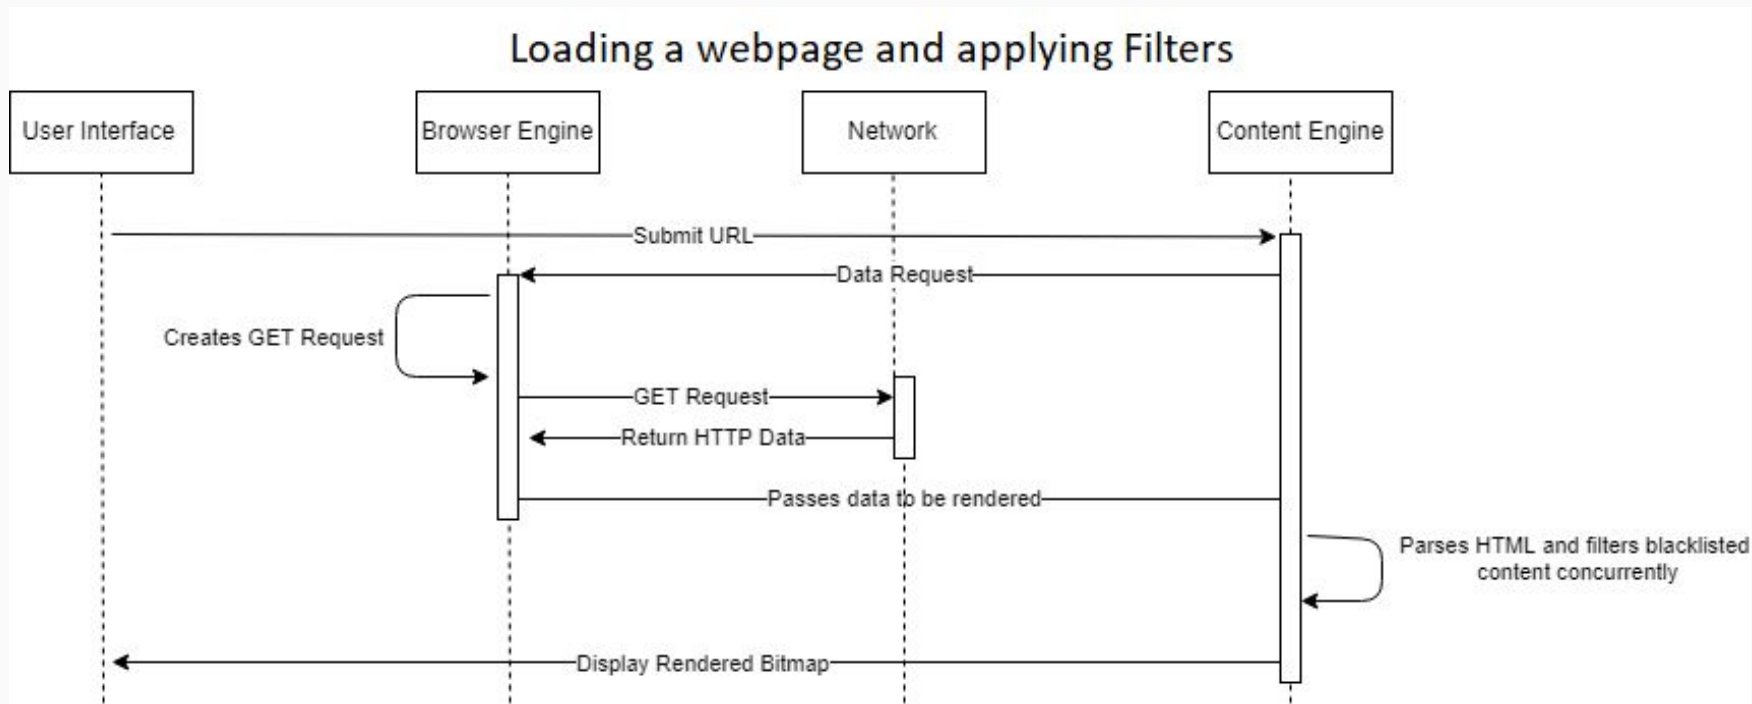 Loading a webpage and applying Filters
User Interface
Browser Engine
Network
Content Engine
Submit URL
Data Request
Creates GET Request
GET Request
Return HTTP Data
Passes data to be rendered
Parses HTML and filters blacklisted
content concurrently
Display Rendered Bitmap